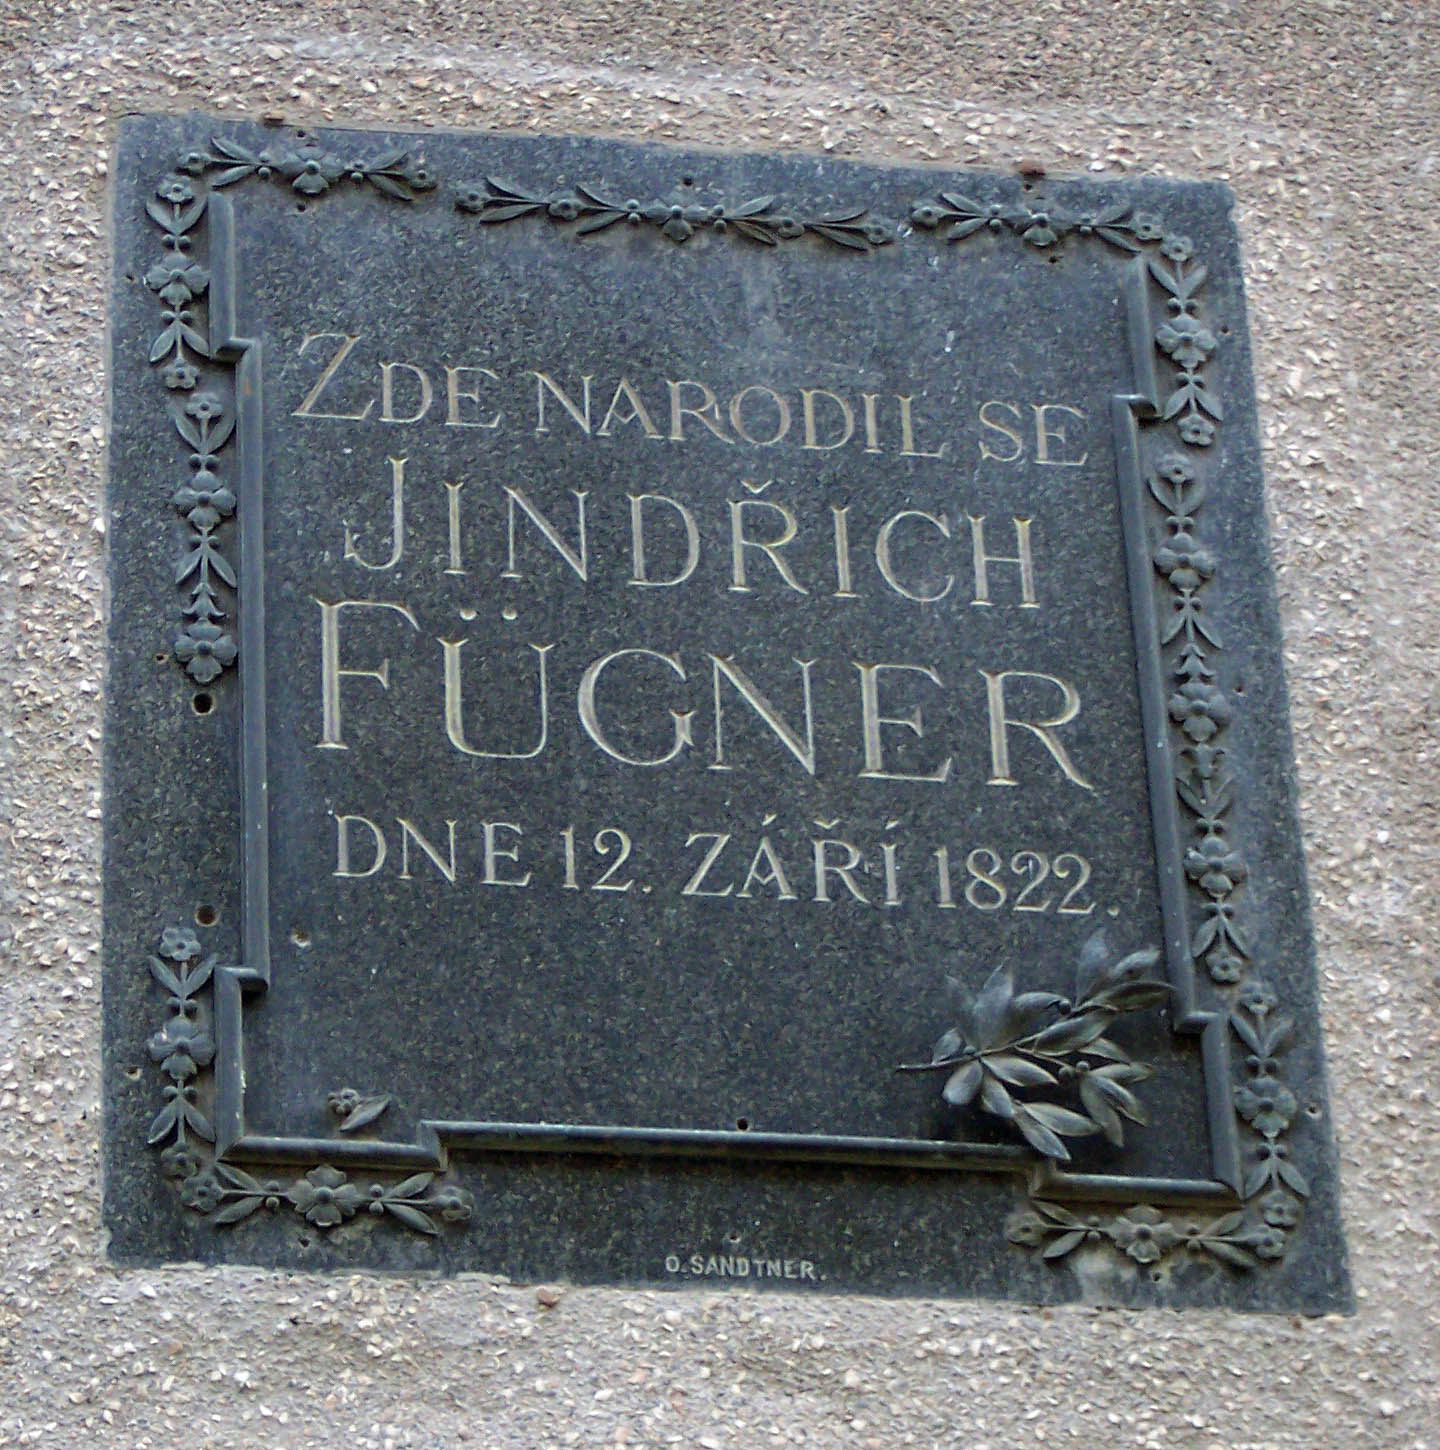 ZDE NARODIL SE
JINDŘICH
FÜGNER
DNE 12. ZÁŘÍ 1822.
O. SANDTNER.